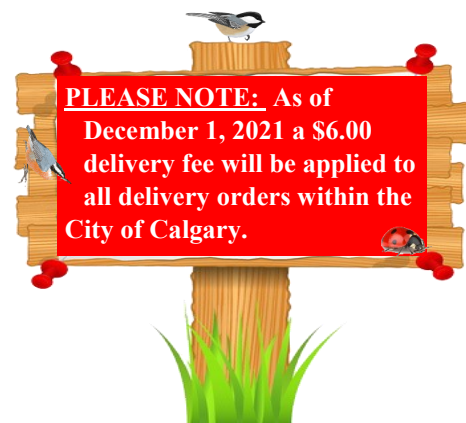 PLEASE NOTE: As of
December 1, 2021 a $6.00
delivery fee will be applied to
all delivery orders within the
City of Calgary.